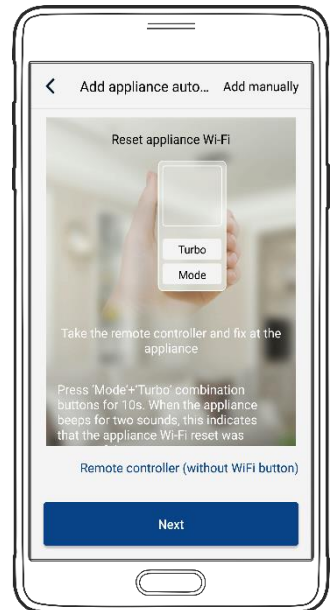 Add appliance auto... Add manually
Reset appliance Wi-Fi
Turbo
Mode
Take the remote controller and fix at the
appliance
Press 'Mode'+'Turbo' combination
buttons for 10s. When the appliance
beeps for two sounds, this indicates
that the appliance Wi-Fi reset was
Remote controller (without WiFi button)
Next